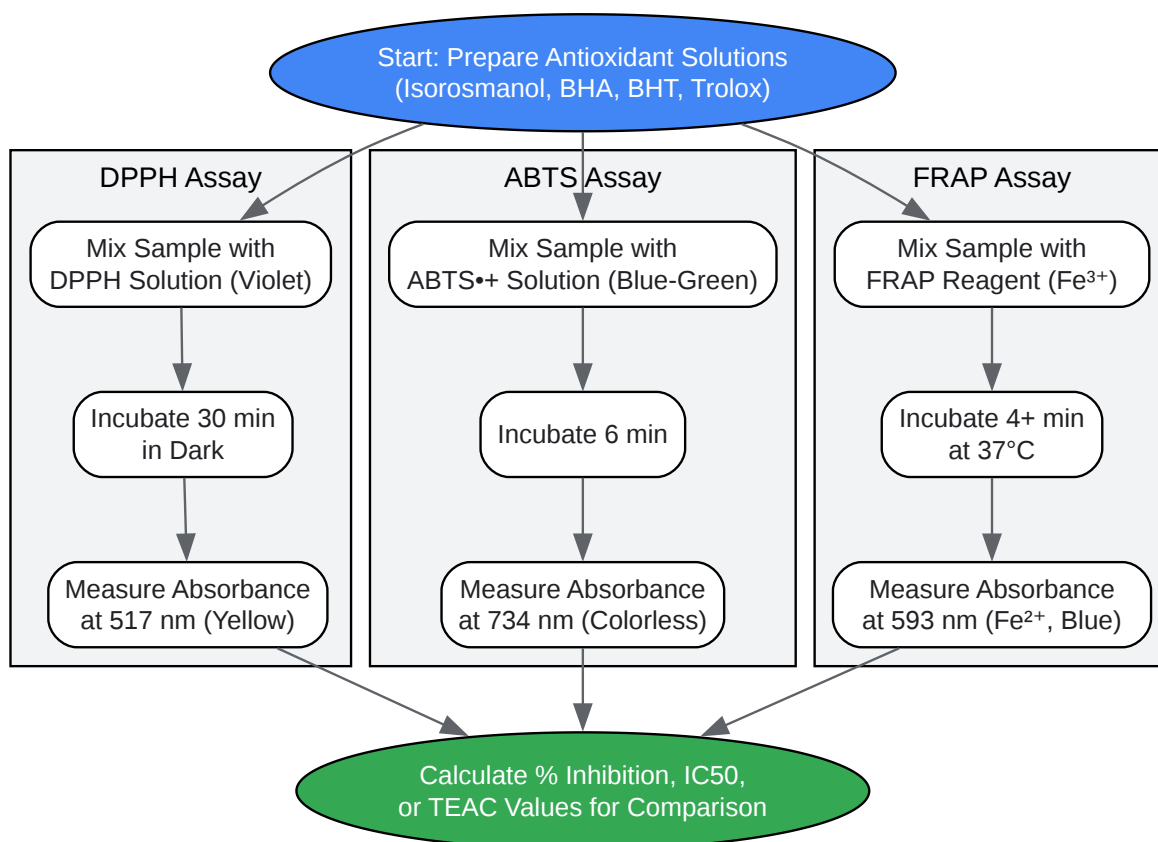 Start: Prepare Antioxidant Solutions
(Isorosmanol, BHA, BHT, Trolox)
DPPH Assay
Mix Sample with
DPPH Solution (Violet)
Incubate 30 min
in Dark
Measure Absorbance
at 517 nm (Yellow)
ABTS Assay
Mix Sample with
ABTS•+ Solution (Blue-Green)
Incubate 6 min
Measure Absorbance
at 734 nm (Colorless)
FRAP Assay
Mix Sample with
FRAP Reagent (Fe³⁺)
Incubate 4+ min
at 37°C
Measure Absorbance
at 593 nm (Fe²⁺, Blue)
Calculate % Inhibition, IC50,
or TEAC Values for Comparison